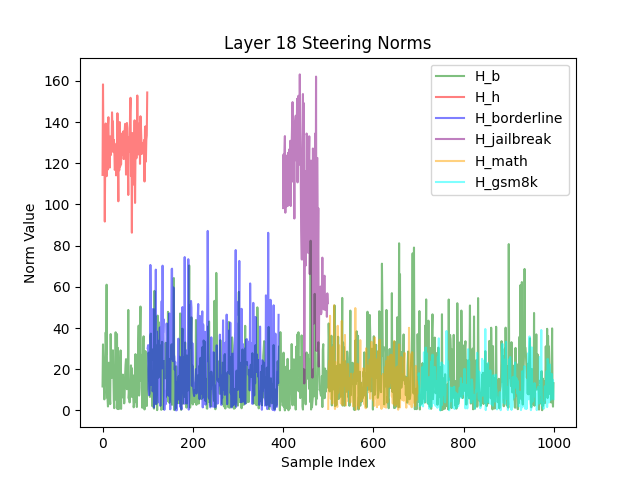 Layer 18 Steering Norms
H_b
H_h
H_borderline
H_jailbreak
H_math
H_gsm8k
Norm Value
160
140
120
100
80
60
40
20
0
0 200 400 600 800 1000
Sample Index